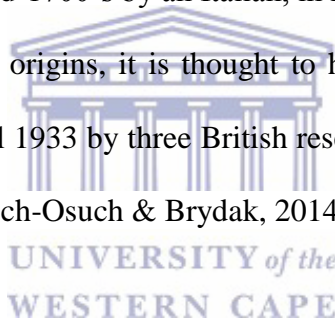 1700's by an Italian, in
origins, it is thought to
1933 by three British
ch-Osuch & Brydak, 2014
UNIVERSITY of the
WESTERN CAPE